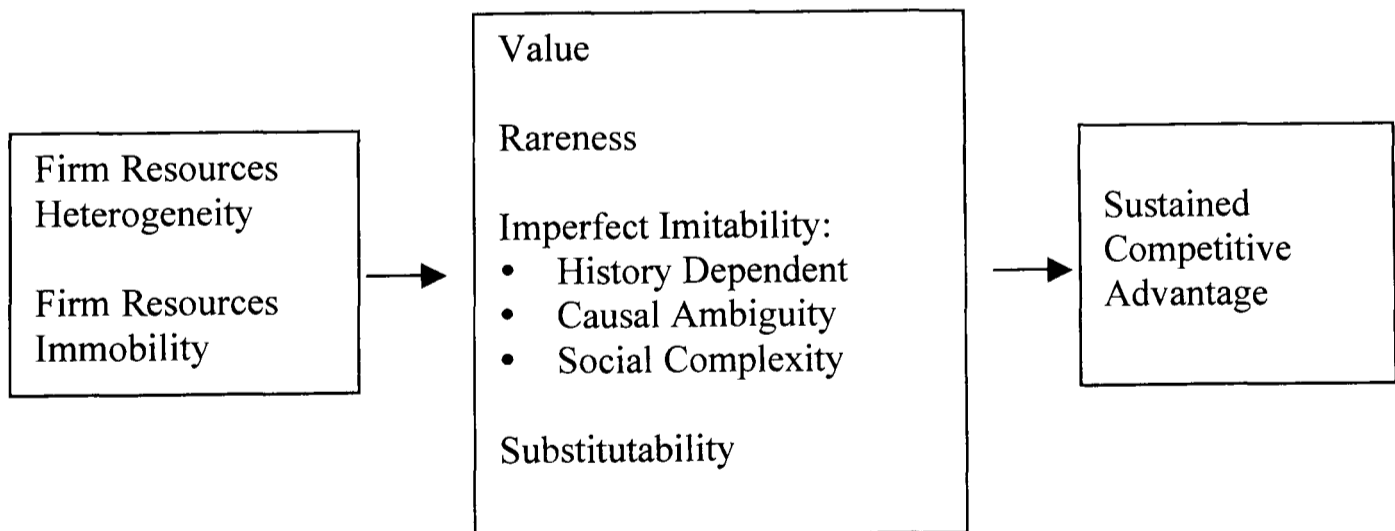 Firm Resources
Heterogeneity
Firm Resources
Immobility
Value
Rareness
Imperfect Imitability:
• History Dependent
• Causal Ambiguity
• Social Complexity
Substitutability
Sustained
Competitive
Advantage